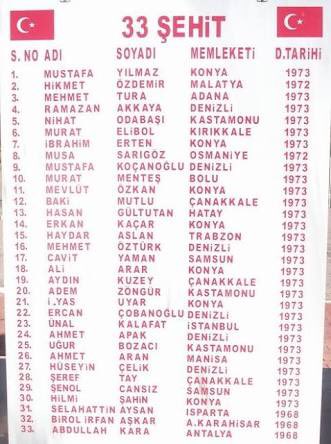 33 ŞEHİT
S. NO ADI SOYADI MEMLEKETİ D.TARİHİ
1. MUSTAFA YILMAZ KONYA 1973
2. HİKMET ÖZDEMİR MALATYA 1972
3. MEHMET TURA ADANA 1973
4. RAMAZAN AKKAYA DENİZLİ 1973
5. NİHAT ODABAŞI KASTAMONU 1973
6. MURAT ELİBOL KIRIKKALE 1973
7. İBRAHİM ERTEN KONYA 1973
8. MUSA SARIGÖZ OSMANİYE 1972
9. MUSTAFA KOÇANOĞLU DENİZLİ 1973
10. MURAT MENTEŞ BOLU 1973
11. MEVLÜT ÖZKAN KONYA 1973
12. BAKİ MUTLU ÇANAKKALE 1973
13. HASAN GÜLTUTAN HATAY 1973
14. ERKAN KAÇAR KONYA 1973
15. HAYDAR ASLAN TRABZON 1973
16. MEHMET ÖZTÜRK DENİZLİ 1973
17. CAVİT YAMAN SAMSUN 1973
18. ALİ ARAR KONYA 1973
19. AYDIN KUZEY ÇANAKKALE 1973
20. ADEM ZÖNGÜR KASTAMONU 1973
21. İLYAS UYAR KONYA 1973
22. ERCAN ÇOBANOĞLU DENİZLİ 1973
23. ÜNAL KALAFAT İSTANBUL 1973
24. AHMET APAK DENİZLİ 1973
25. UĞUR BOZACI KASTAMONU 1973
26. AHMET ARAN MANİSA 1973
27. HÜSEYİN ÇELİK DENİZLİ 1973
28. ŞEREF TAY ÇANAKKALE 1973
29. ŞENOL CANSIZ SAMSUN 1973
30. HİLMİ ŞAHİN KONYA 1973
31. SELAHATTİN AYSAN ISPARTA 1968
32. BİROL İRFAN AŞKAR A.KARAHİSAR 1968
33. ABDULLAH KARA ANTALYA 1968